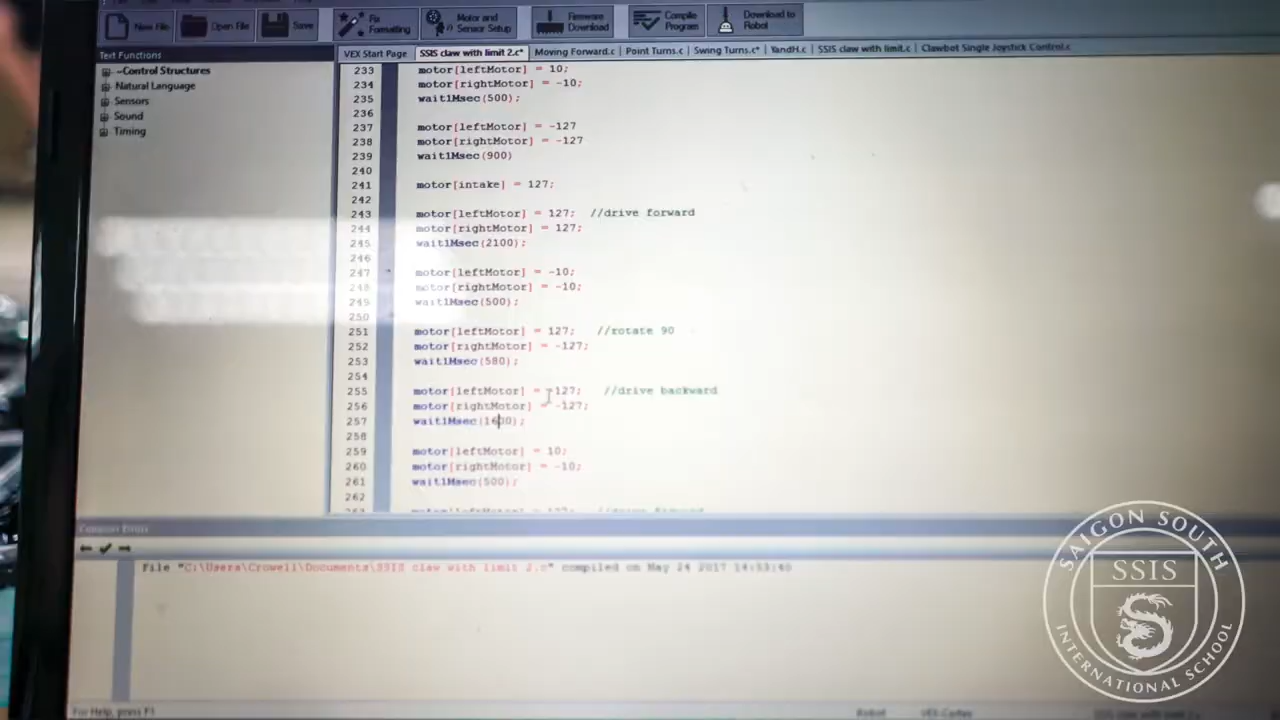 New File Open File Save Fix Formatting Motor and Sensor Setup Firmware Download Compile Program Download to Robot
Text Functions
VEX Start Page SSIS claw with limit 2.c* Moving Forward.c Point Turns.c Swing Turns.c* YandH.c SSIS claw with limit.c Clawbot Single Joystick Control.c
-Control Structures
Natural Language
Sensors
Sound
Timing
233 motor[leftMotor] = 10;
234 motor[rightMotor] = -10;
235 wait1Msec(500);
236
237 motor[leftMotor] = -127
238 motor[rightMotor] = -127
239 wait1Msec(900)
240
241 motor[intake] = 127;
242
243 motor[leftMotor] = 127; //drive forward
244 motor[rightMotor] = 127;
245 wait1Msec(2100);
246
247 motor[leftMotor] = -10;
248 motor[rightMotor] = -10;
249 wait1Msec(500);
250
251 motor[leftMotor] = 127; //rotate 90
252 motor[rightMotor] = -127;
253 wait1Msec(580);
254
255 motor[leftMotor] = -127; //drive backward
256 motor[rightMotor] = -127;
257 wait1Msec(1600);
258
259 motor[leftMotor] = 10;
260 motor[rightMotor] = -10;
261 wait1Msec(500);
262
Compiler Errors
File "C:\Users\Crowell\Documents\SSIS claw with limit 2.c" compiled on May 24 2017 14:53:40
For Help, press F1
Robot
SAIGON SOUTH
SSIS
INTERNATIONAL SCHOOL